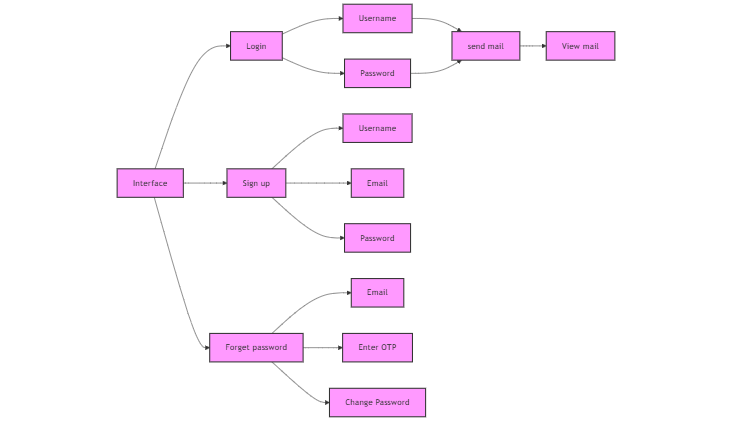 Username
Login
send mail
View mail
Password
Username
Interface
Sign up
Email
Password
Email
Forget password
Enter OTP
Change Password